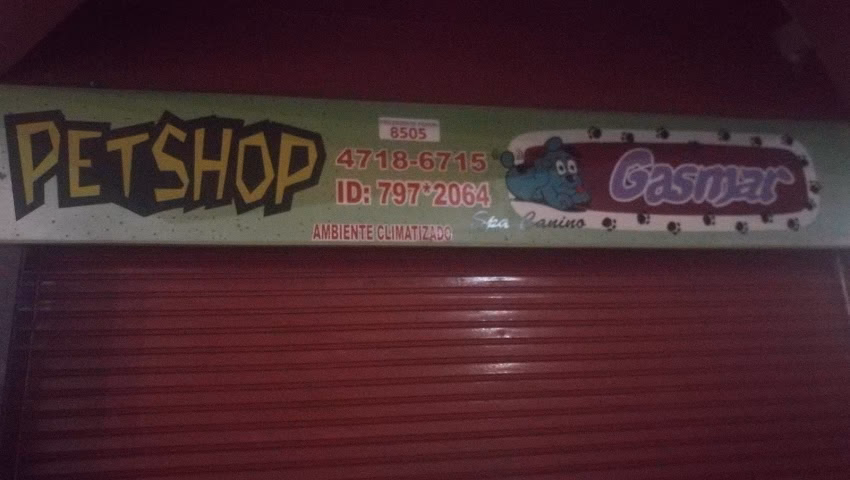 PETSHOP
8505
4718-6715
ID: 797*2064
AMBIENTE CLIMATIZADO
Spa Canino
Gasmar